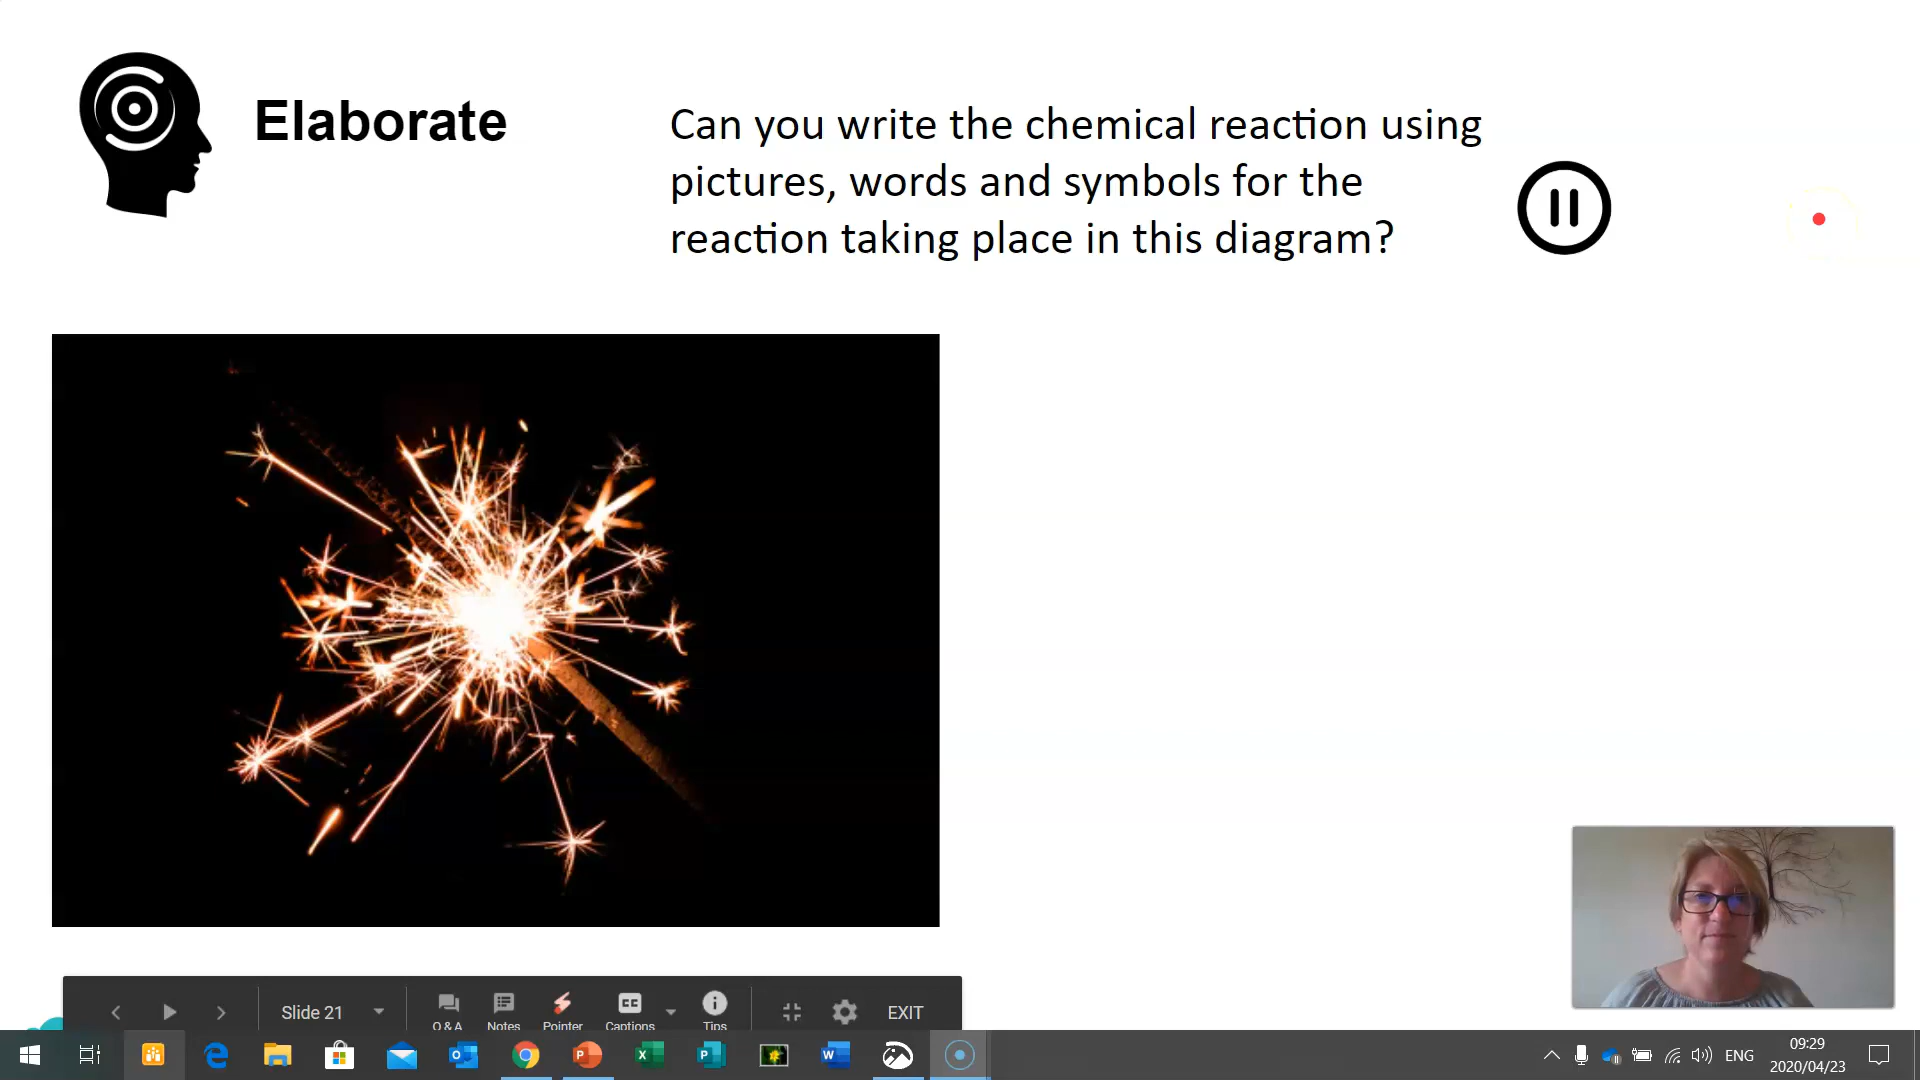 Elaborate
Can you write the chemical reaction using
pictures, words and symbols for the
reaction taking place in this diagram?
Slide 21
Q & A
Notes
Pointer
CC
Captions
Tips
EXIT
ENG
09:29
2020/04/23